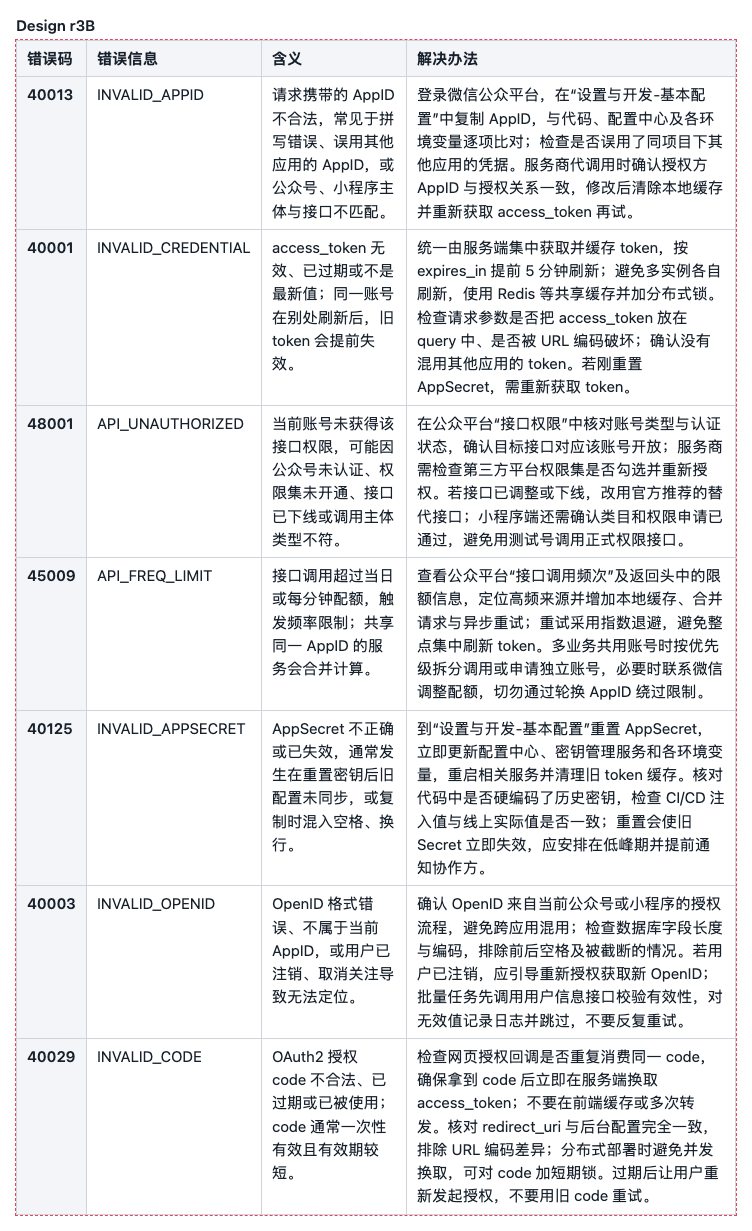 Design r3B
错误码 错误信息 含义 解决办法
40013 INVALID_APPID
请求携带的 AppID
不合法，常见于拼
写错误、误用其他
应用的 AppID，或
公众号、小程序主
体与接口不匹配。
登录微信公众平台，在“设置与开发-基本配
置”中复制 AppID，与代码、配置中心及各环
境变量逐项比对；检查是否误用了同项目下其
他应用的凭据。服务商代调用时确认授权方
AppID 与授权关系一致，修改后清除本地缓存
并重新获取 access_token 再试。
40001 INVALID_CREDENTIAL
access_token 无
效、已过期或不是
最新值；同一账号
在别处刷新后，旧
token 会提前失
效。
统一由服务端集中获取并缓存 token，按
expires_in 提前 5 分钟刷新；避免多实例各自
刷新，使用 Redis 等共享缓存并加分布式锁。
检查请求参数是否把 access_token 放在
query 中、是否被 URL 编码破坏；确认没有
混用其他应用的 token。若刚重置
AppSecret，需重新获取 token。
48001 API_UNAUTHORIZED
当前账号未获得该
接口权限，可能因
公众号未认证、权
限集未开通、接口
已下线或调用主体
类型不符。
在公众平台“接口权限”中核对账号类型与认证
状态，确认目标接口对应该账号开放；服务商
需检查第三方平台权限集是否勾选并重新授
权。若接口已调整或下线，改用官方推荐的替
代接口；小程序端还需确认类目和权限申请已
通过，避免用测试号调用正式权限接口。
45009 API_FREQ_LIMIT
接口调用超过当日
或每分钟配额，触
发频率限制；共享
同一 AppID 的服
务会合并计算。
查看公众平台“接口调用频次”及返回头中的限
额信息，定位高频来源并增加本地缓存、合并
请求与异步重试；重试采用指数退避，避免整
点集中刷新 token。多业务共用账号时按优先
级拆分调用或申请独立账号，必要时联系微信
调整配额，切勿通过轮换 AppID 绕过限制。
40125 INVALID_APPSECRET
AppSecret 不正确
或已失效，通常发
生在重置密钥后旧
配置未同步，或复
制时混入空格、换
行。
到“设置与开发-基本配置”重置 AppSecret，
立即更新配置中心、密钥管理服务和各环境变
量，重启相关服务并清理旧 token 缓存。核对
代码中是否硬编码了历史密钥，检查 CI/CD 注
入值与线上实际值是否一致；重置会使旧
Secret 立即失效，应安排在低峰期并提前通
知协作方。
40003 INVALID_OPENID
OpenID 格式错
误、不属于当前
AppID，或用户已
注销、取消关注导
致无法定位。
确认 OpenID 来自当前公众号或小程序的授权
流程，避免跨应用混用；检查数据库字段长度
与编码，排除前后空格及被截断的情况。若用
户已注销，应引导重新授权获取新 OpenID；
批量任务先调用用户信息接口校验有效性，对
无效值记录日志并跳过，不要反复重试。
40029 INVALID_CODE
OAuth2 授权
code 不合法、已
过期或已被使用；
code 通常一次性
有效且有效期较
短。
检查网页授权回调是否重复消费同一 code，
确保拿到 code 后立即在服务端换取
access_token；不要在前端缓存或多次转
发。核对 redirect_uri 与后台配置完全一致，
排除 URL 编码差异；分布式部署时避免并发
换取，可对 code 加短期锁。过期后让用户重
新发起授权，不要用旧 code 重试。